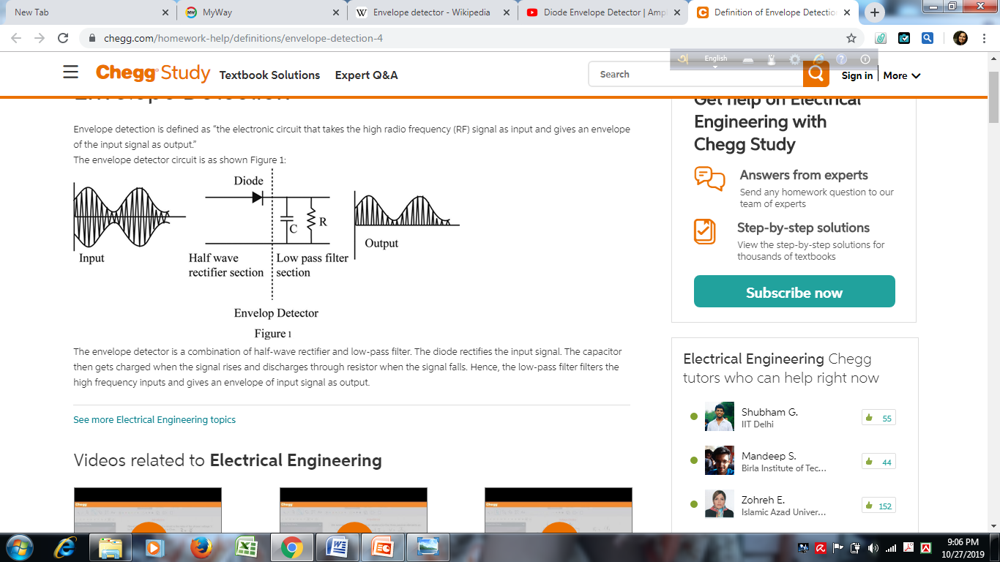 New Tab
MyWay
Envelope detector - Wikipedia
Diode Envelope Detector | Ampl
Definition of Envelope Detectio
chegg.com/homework-help/definitions/envelope-detection-4
English
Chegg Study
Textbook Solutions
Expert Q&A
Search
Sign in
More
Envelope Detection
Envelope detection is defined as “the electronic circuit that takes the high radio frequency (RF) signal as input and gives an envelope
of the input signal as output.”
The envelope detector circuit is as shown Figure 1:
Diode
C
R
Input
Output
Half wave
rectifier section
Low pass filter
section
Envelop Detector
Figure 1
The envelope detector is a combination of half-wave rectifier and low-pass filter. The diode rectifies the input signal. The capacitor
then gets charged when the signal rises and discharges through resistor when the signal falls. Hence, the low-pass filter filters the
high frequency inputs and gives an envelope of input signal as output.
See more Electrical Engineering topics
Videos related to Electrical Engineering
Chegg
Chegg
Chegg
Get help on Electrical
Engineering with
Chegg Study
Answers from experts
Send any homework question to our
team of experts
Step-by-step solutions
View the step-by-step solutions for
thousands of textbooks
Subscribe now
Electrical Engineering Chegg
tutors who can help right now
Shubham G.
IIT Delhi
55
Mandeep S.
Birla Institute of Tec...
44
Zohreh E.
Islamic Azad Univer...
152
9:06 PM
10/27/2019